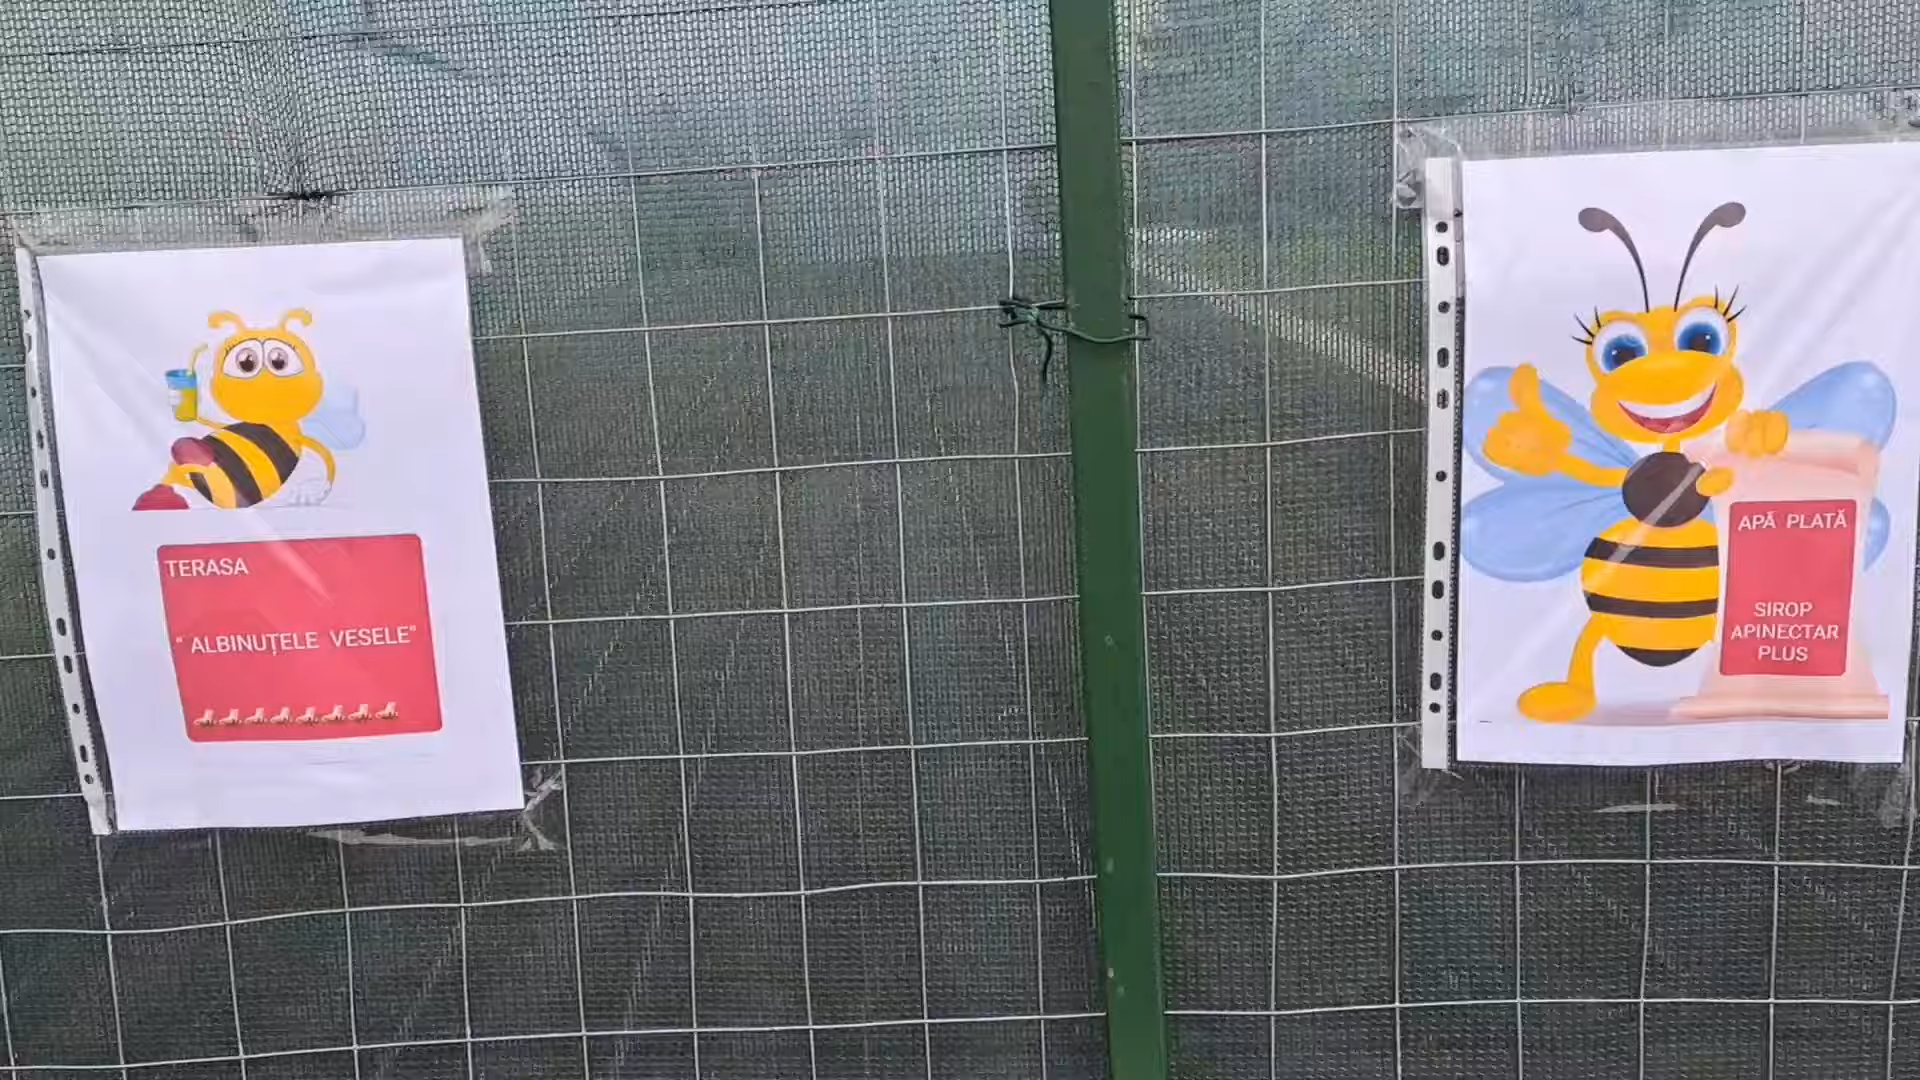 TERASA
“ ALBINUȚELE VESELE”
APĂ PLATĂ
SIROP
APINECTAR
PLUS